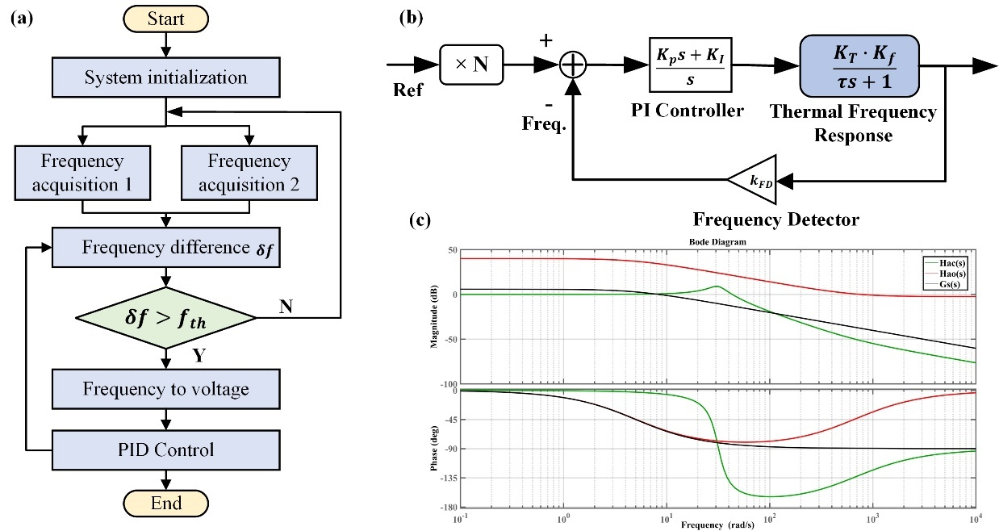 (a)
Start
System initialization
Frequency
acquisition 1
Frequency
acquisition 2
Frequency difference δf
δf > f_th
N
Y
Frequency to voltage
PID Control
End
(b)
Ref
× N
+
-
Freq.
K_p s + K_I
s
PI Controller
K_T · K_f
τs + 1
Thermal Frequency
Response
k_FD
Frequency Detector
(c)
Bode Diagram
Magnitude (dB)
50
0
-50
-100
Hac(s)
Hao(s)
Gs(s)
Phase (deg)
0
-45
-90
-135
-180
10^-1
10^0
10^1
10^2
10^3
10^4
Frequency (rad/s)